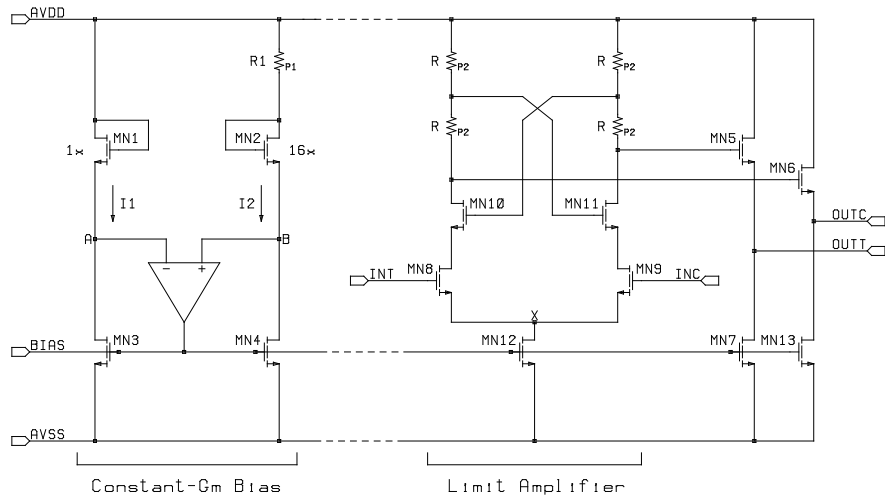 AVDD
R1 P1
R P2
R P2
R P2
R P2
MN1
MN2
1x
16x
MN5
MN6
I1
I2
MN10
MN11
OUTC
OUTT
A
B
- +
INT
MN8
MN9
INC
X
BIAS
MN3
MN4
MN12
MN7
MN13
AVSS
Constant-Gm Bias
Limit Amplifier